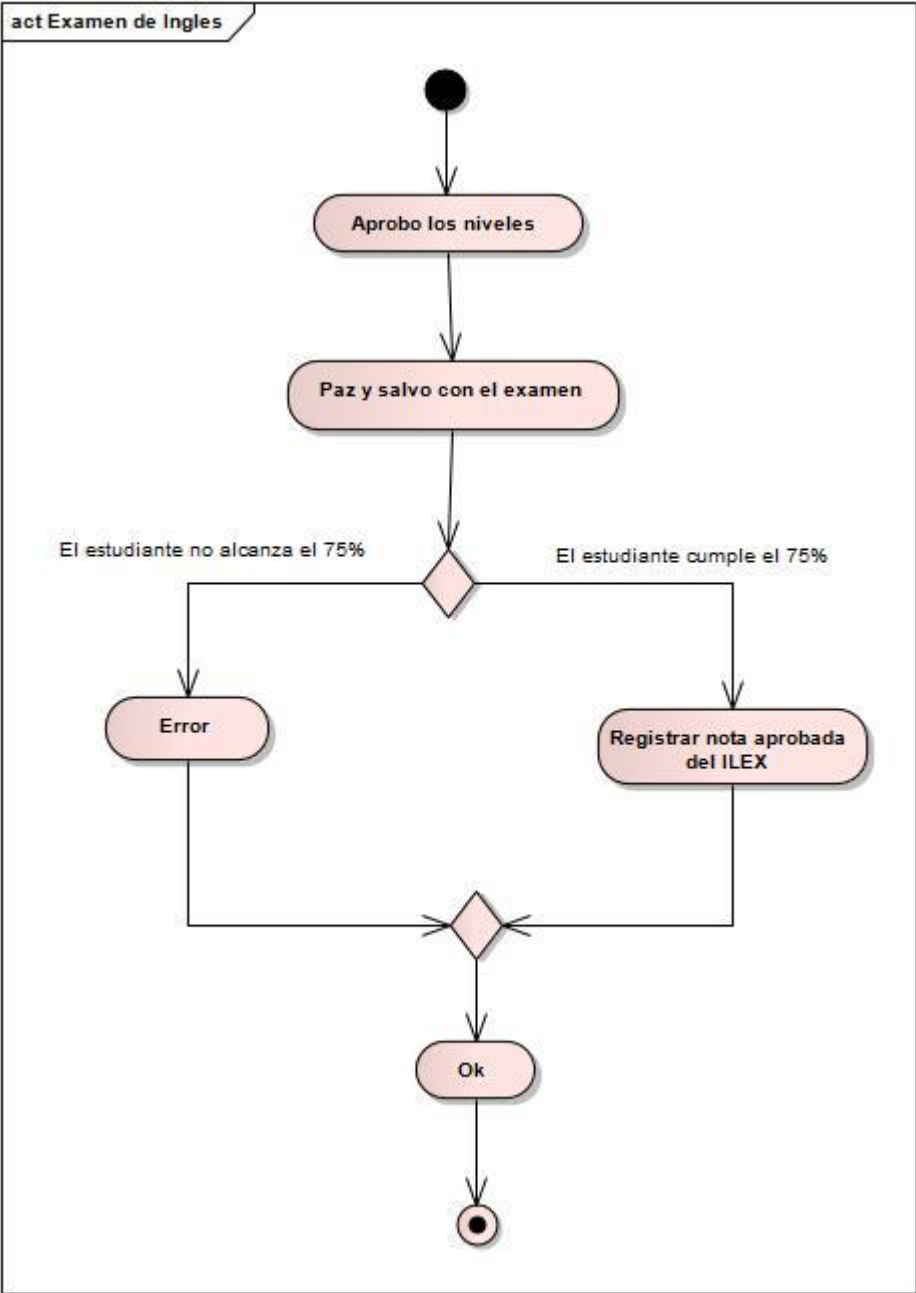 act Examen de Ingles
Aprobo los niveles
Paz y salvo con el examen
El estudiante no alcanza el 75%
El estudiante cumple el 75%
Error
Registrar nota aprobada
del ILEX
Ok